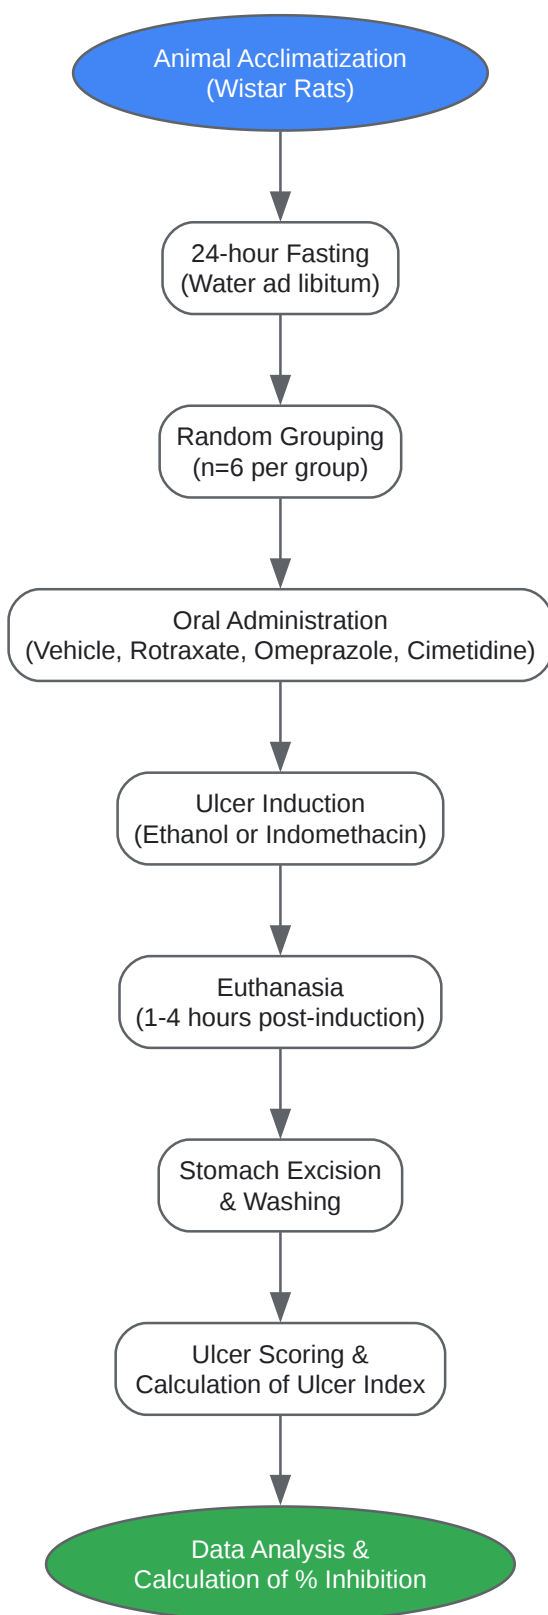 Animal Acclimatization
(Wistar Rats)
24-hour Fasting
(Water ad libitum)
Random Grouping
(n=6 per group)
Oral Administration
(Vehicle, Rotraxate, Omeprazole, Cimetidine)
Ulcer Induction
(Ethanol or Indomethacin)
Euthanasia
(1-4 hours post-induction)
Stomach Excision
& Washing
Ulcer Scoring &
Calculation of Ulcer Index
Data Analysis &
Calculation of % Inhibition